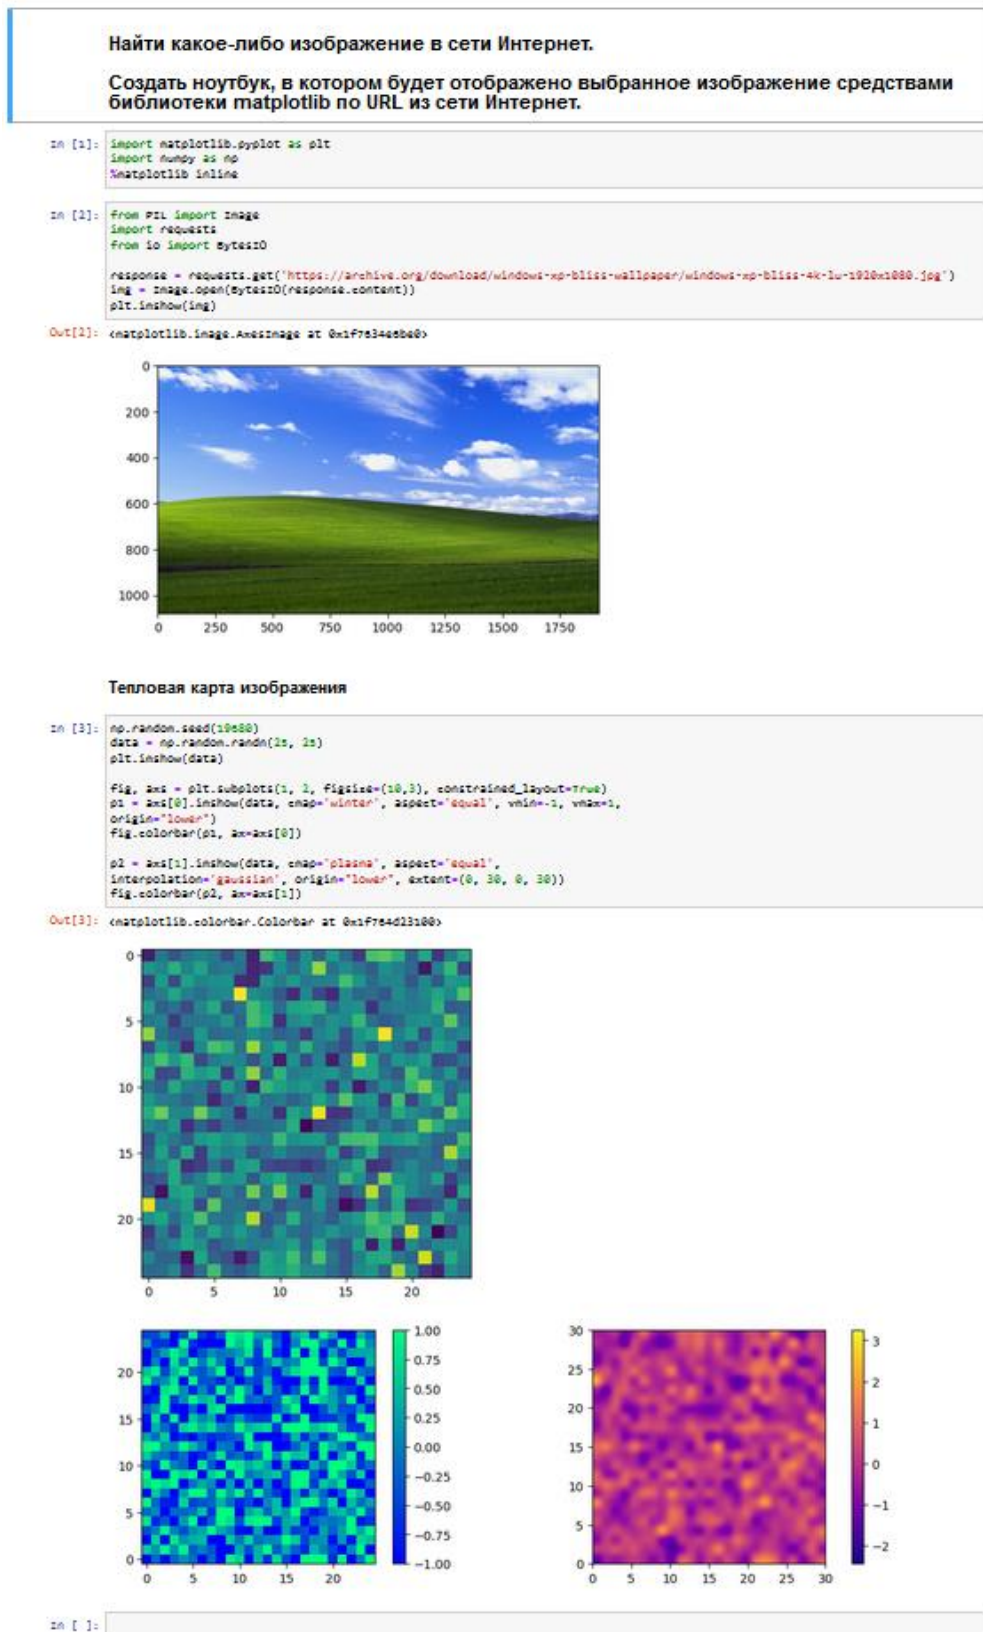 Найти какое-либо изображение в сети Интернет.
Создать ноутбук, в котором будет отображено выбранное изображение средствами
библиотеки matplotlib по URL из сети Интернет.
In [1]: import matplotlib.pyplot as plt
import numpy as np
%matplotlib inline
In [2]: from PIL import Image
import requests
from io import BytesIO
response = requests.get('https://archive.org/download/windows-xp-bliss-wallpaper/windows-xp-bliss-4k-lu-1920x1080.jpg')
img = Image.open(BytesIO(response.content))
plt.imshow(img)
Out[2]: <matplotlib.image.AxesImage at 0x1f7634e6be0>
0
200
400
600
800
1000
0 250 500 750 1000 1250 1500 1750
Тепловая карта изображения
In [3]: np.random.seed(19680)
data = np.random.randn(25, 25)
plt.imshow(data)
fig, axs = plt.subplots(1, 2, figsize=(10,3), constrained_layout=True)
p1 = axs[0].imshow(data, cmap='winter', aspect='equal', vmin=-1, vmax=1,
origin="lower")
fig.colorbar(p1, ax=axs[0])
p2 = axs[1].imshow(data, cmap='plasma', aspect='equal',
interpolation='gaussian', origin="lower", extent=(0, 30, 0, 30))
fig.colorbar(p2, ax=axs[1])
Out[3]: <matplotlib.colorbar.Colorbar at 0x1f764d23100>
0
5
10
15
20
0 5 10 15 20
20
15
10
5
0
0 5 10 15 20
1.00
0.75
0.50
0.25
0.00
−0.25
−0.50
−0.75
−1.00
30
25
20
15
10
5
0
0 5 10 15 20 25 30
3
2
1
0
−1
−2
In [ ]: